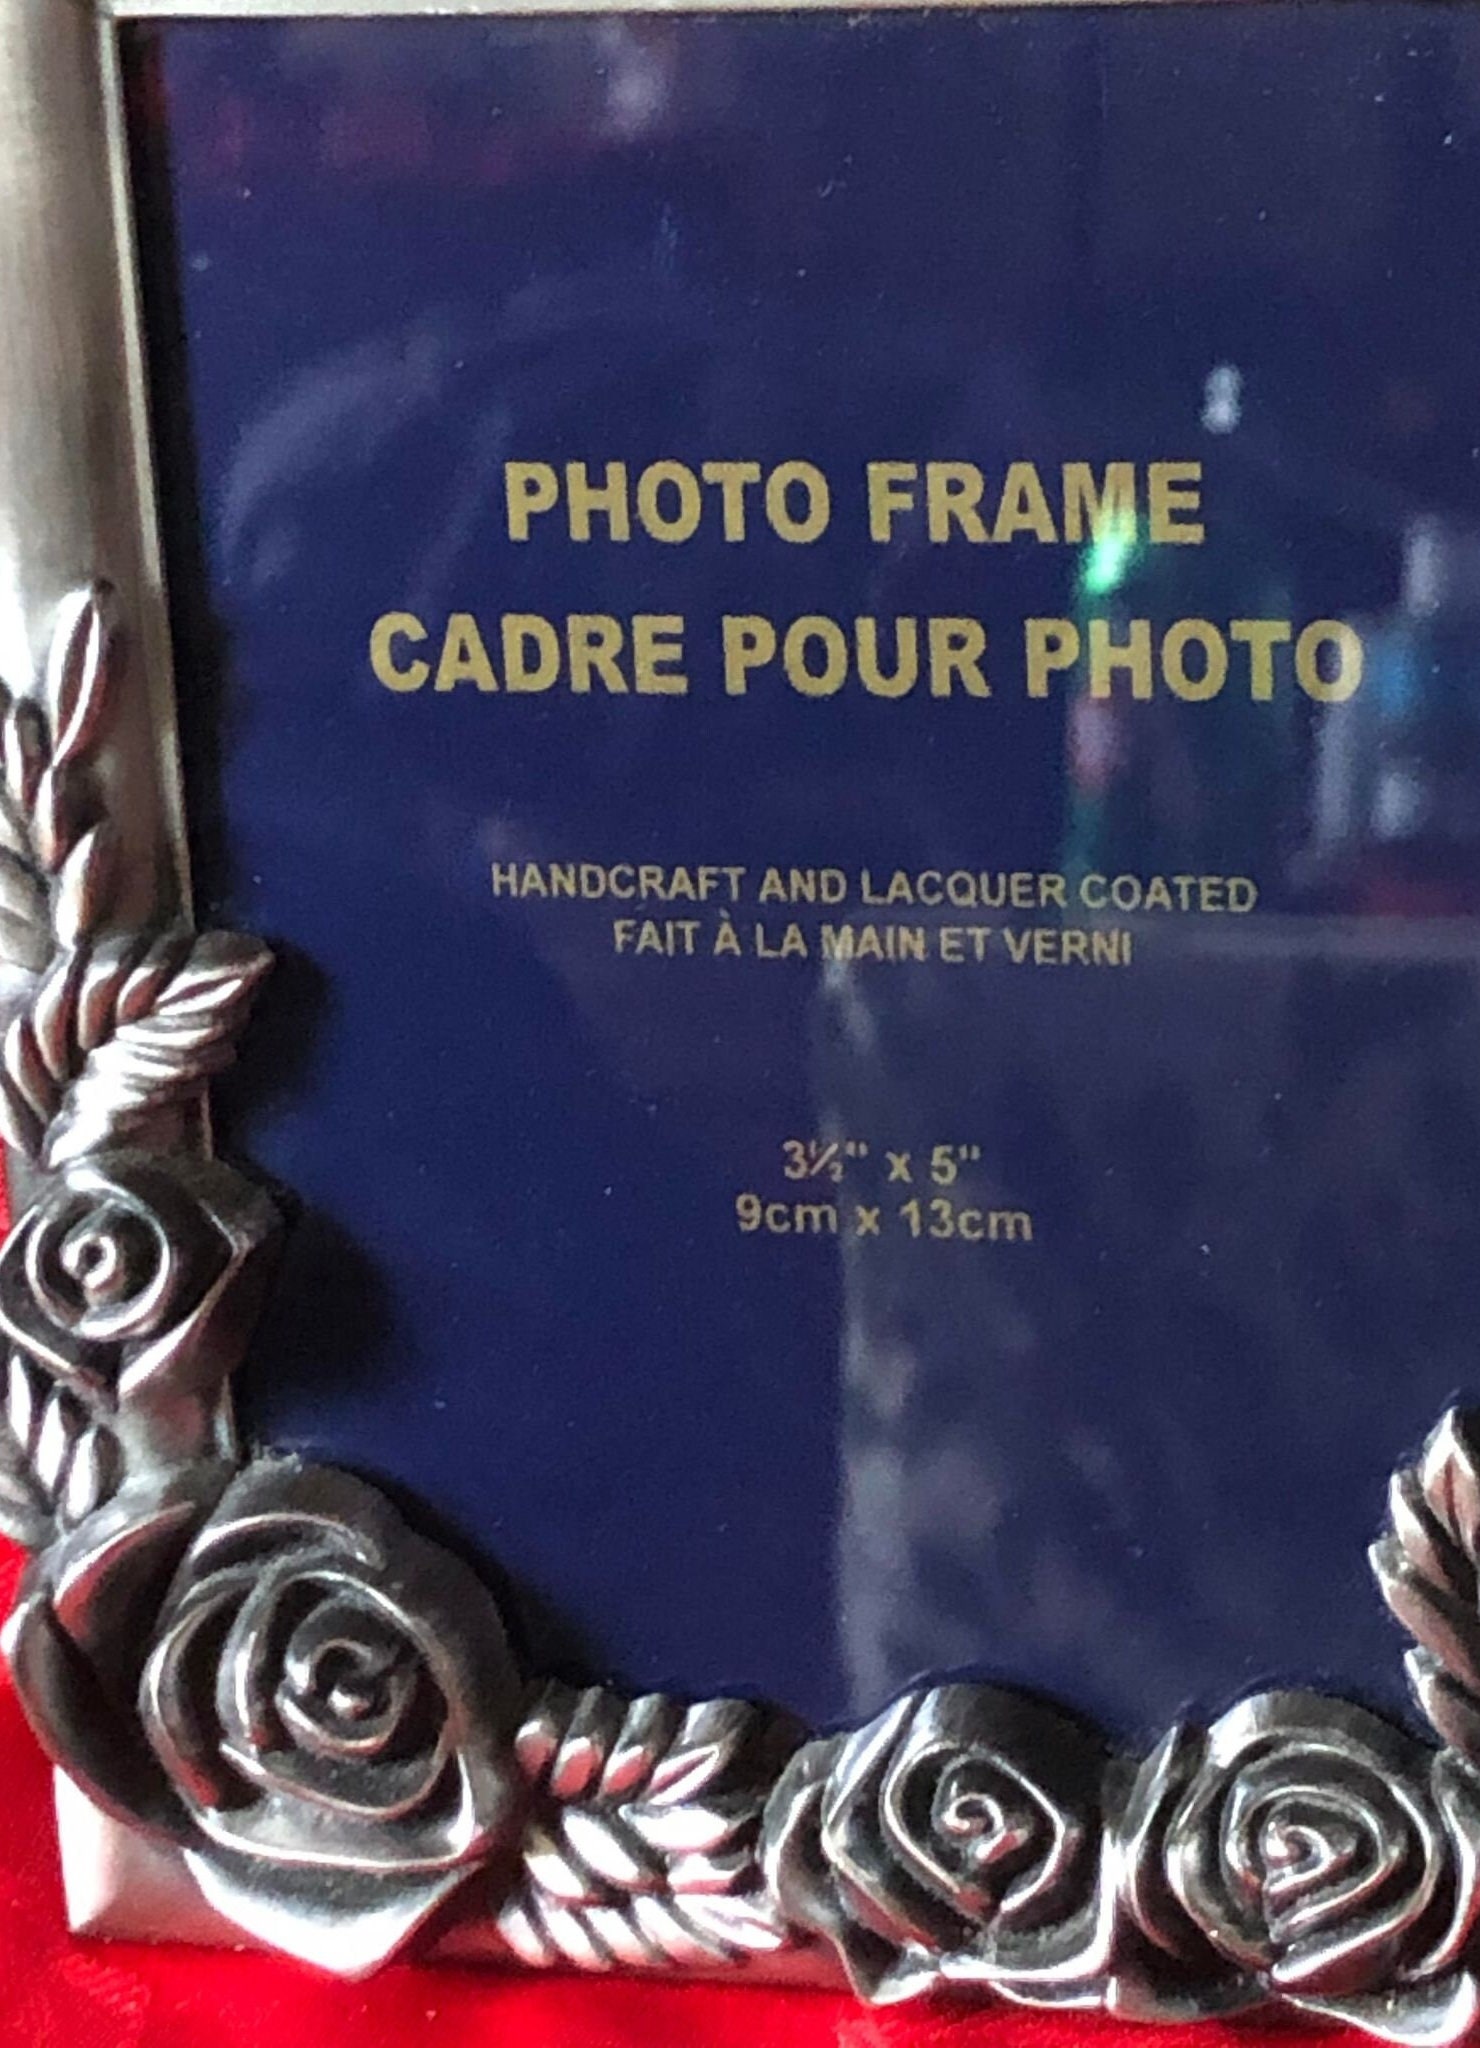 PHOTO FRAME
CADRE POUR PHOTO
HANDCRAFT AND LACQUER COATED
FAIT À LA MAIN ET VERNI
3½" x 5"
9cm x 13cm